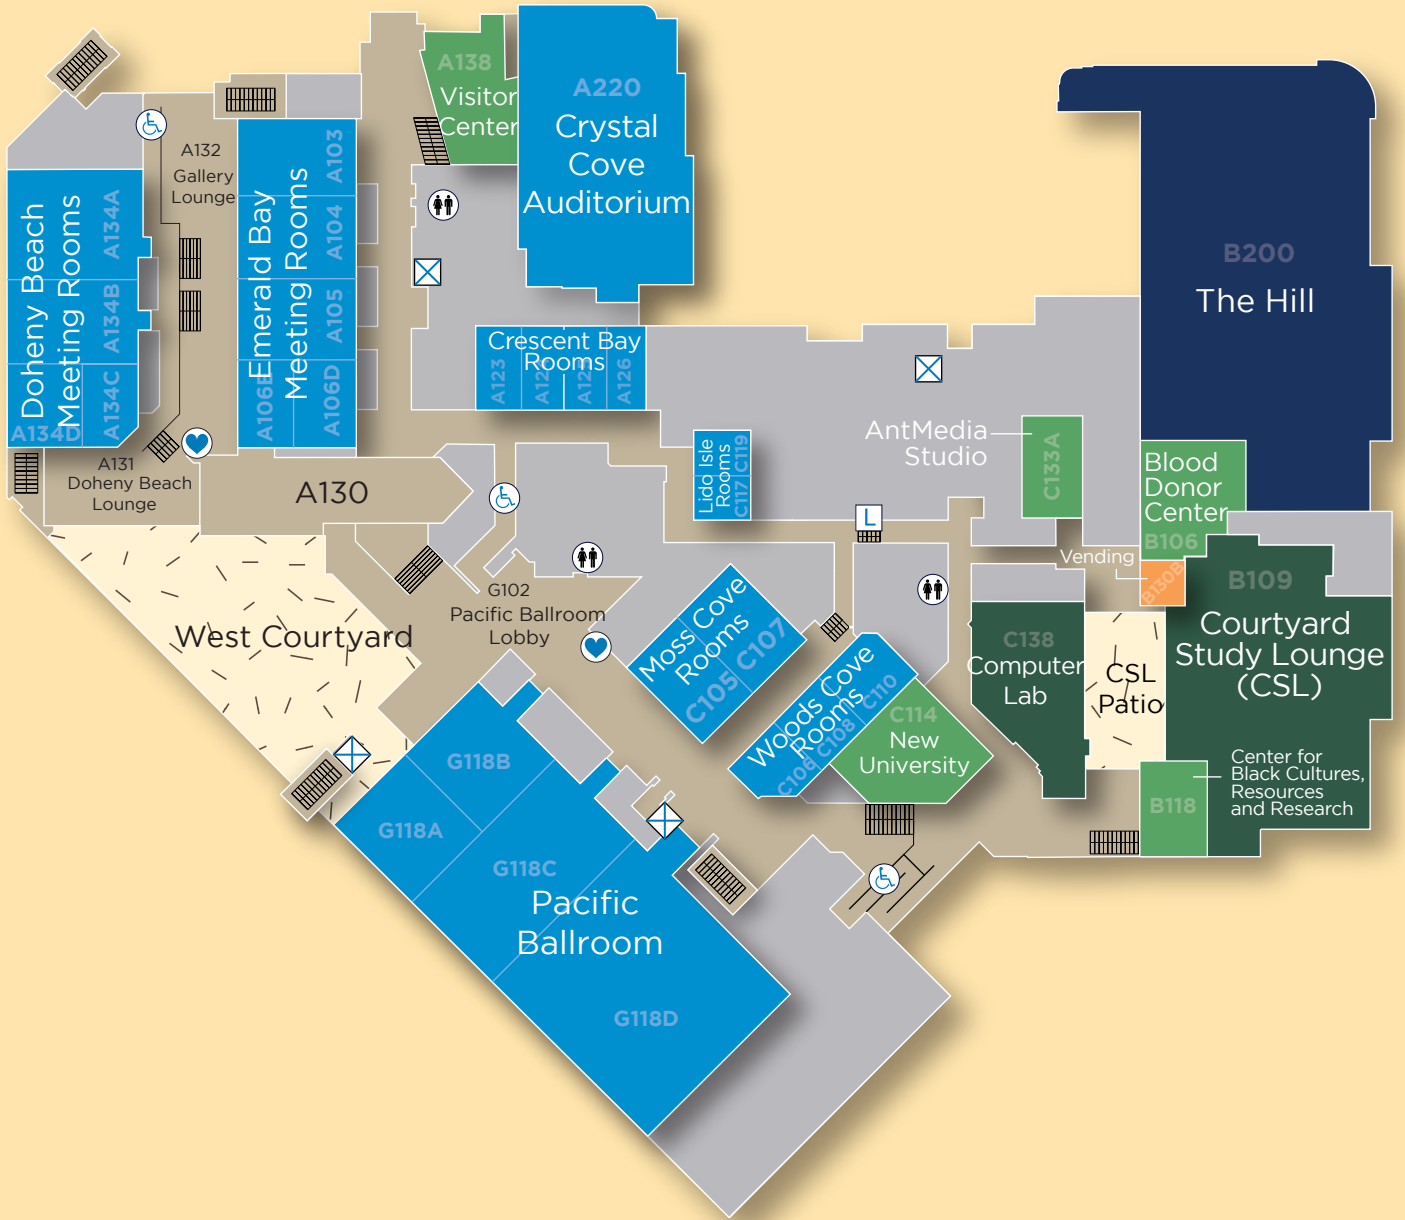 A138
Visitor
Center
A220
Crystal
Cove
Auditorium
A132
Gallery
Lounge
Doheny Beach
Meeting Rooms
A134A
A134B
A134C
A134D
Emerald Bay
Meeting Rooms
A103
A104
A105
A106D
Crescent Bay
Rooms
A123
A126
B200
The Hill
AntMedia
Studio
C133A
Lido Isle
Rooms
C117
C119
L
Blood
Donor
Center
B106
Vending
B130B
B109
Courtyard
Study Lounge
(CSL)
A131
Doheny Beach
Lounge
A130
G102
Pacific Ballroom
Lobby
West Courtyard
Moss Cove
Rooms
C105
C107
Woods Cove
Rooms
C106
C108
C110
C114
New
University
C138
Computer
Lab
CSL
Patio
Center for
Black Cultures,
Resources
and Research
B118
G118B
G118A
G118C
Pacific
Ballroom
G118D